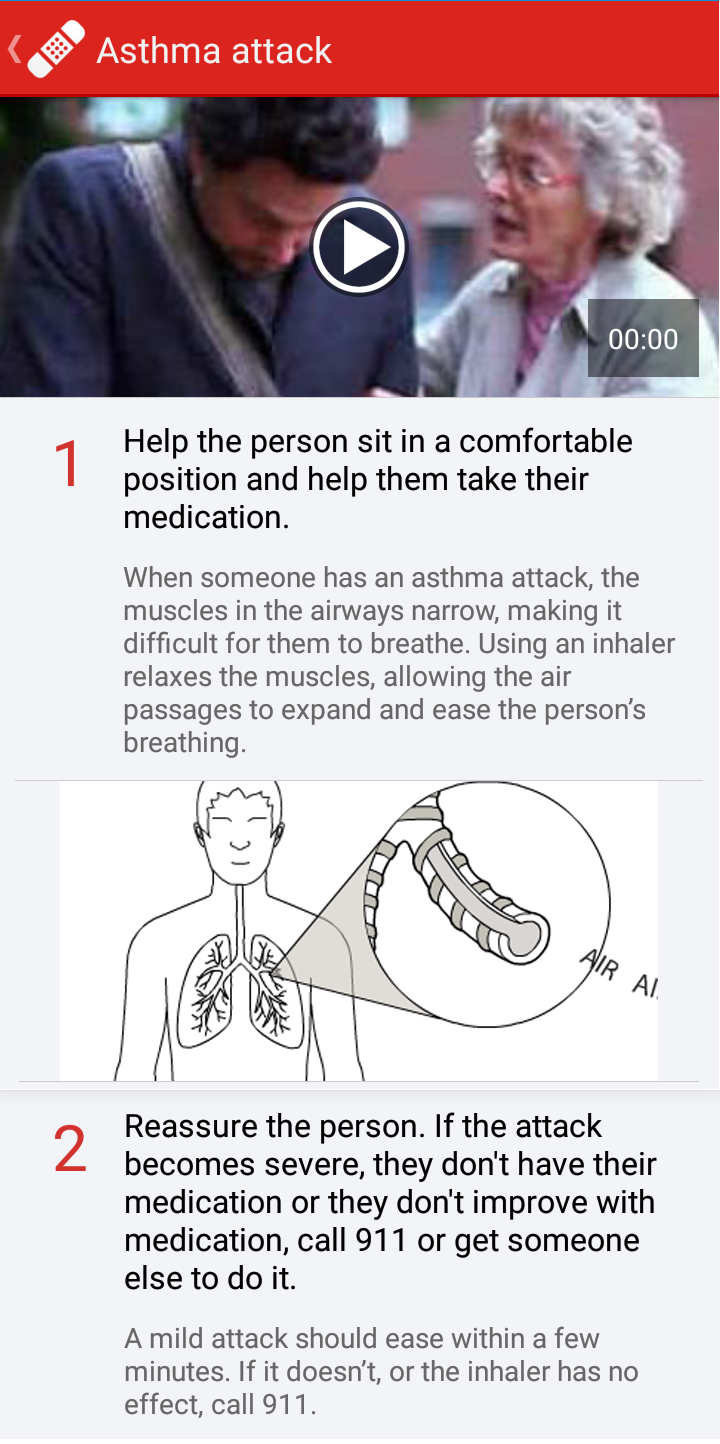 Asthma attack
00:00
1
Help the person sit in a comfortable
position and help them take their
medication.
When someone has an asthma attack, the
muscles in the airways narrow, making it
difficult for them to breathe. Using an inhaler
relaxes the muscles, allowing the air
passages to expand and ease the person’s
breathing.
AIR AI
2
Reassure the person. If the attack
becomes severe, they don't have their
medication or they don't improve with
medication, call 911 or get someone
else to do it.
A mild attack should ease within a few
minutes. If it doesn’t, or the inhaler has no
effect, call 911.